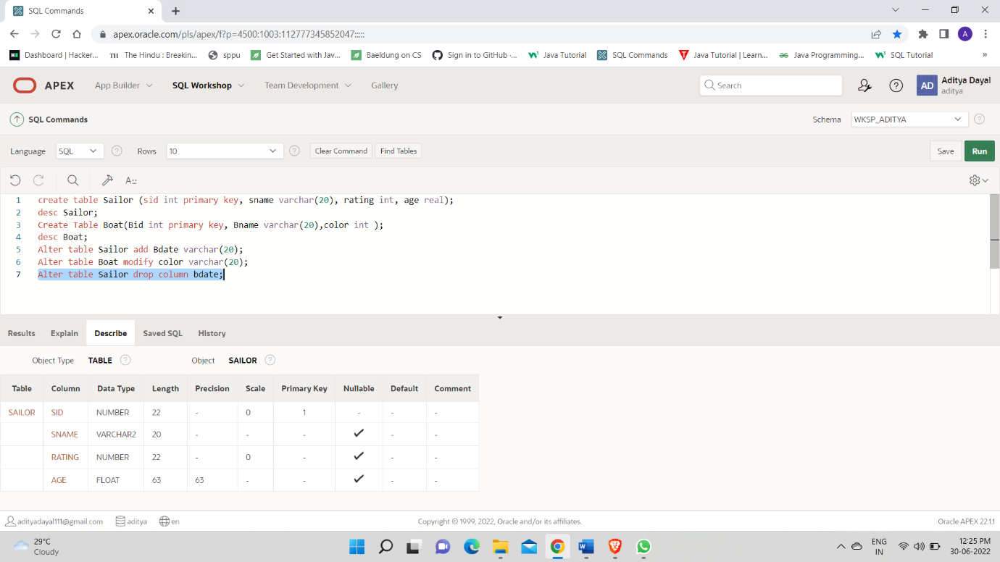 SQL Commands
apex.oracle.com/pls/apex/f?p=4500:1003:112777345852047:::::
A
Dashboard | Hacker... TH The Hindu : Breakin... sppu Get Started with Jav... Baeldung on CS Sign in to GitHub ·... Java Tutorial SQL Commands Java Tutorial | Learn... Java Programming... SQL Tutorial »
APEX App Builder SQL Workshop Team Development Gallery Search AD Aditya Dayal
aditya
SQL Commands Schema WKSP_ADITYA
Language SQL Rows 10 Clear Command Find Tables Save Run
1 create table Sailor (sid int primary key, sname varchar(20), rating int, age real);
2 desc Sailor;
3 Create Table Boat(Bid int primary key, Bname varchar(20),color int );
4 desc Boat;
5 Alter table Sailor add Bdate varchar(20);
6 Alter table Boat modify color varchar(20);
7 Alter table Sailor drop column bdate;
Results Explain Describe Saved SQL History
Object Type TABLE Object SAILOR
Table Column Data Type Length Precision Scale Primary Key Nullable Default Comment
SAILOR SID NUMBER 22 - 0 1 - - -
SNAME VARCHAR2 20 - - - - -
RATING NUMBER 22 - 0 - - -
AGE FLOAT 63 63 - - - -
adityadayal111@gmail.com aditya en Copyright © 1999, 2022, Oracle and/or its affiliates. Oracle APEX 22.1.1
29°C
Cloudy
ENG
IN
12:25 PM
30-06-2022